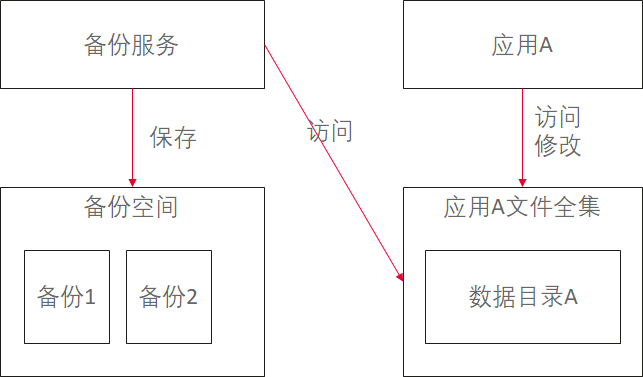 备份服务
应用A
保存
访问
访问
修改
备份空间
应用A文件全集
备份1
备份2
数据目录A